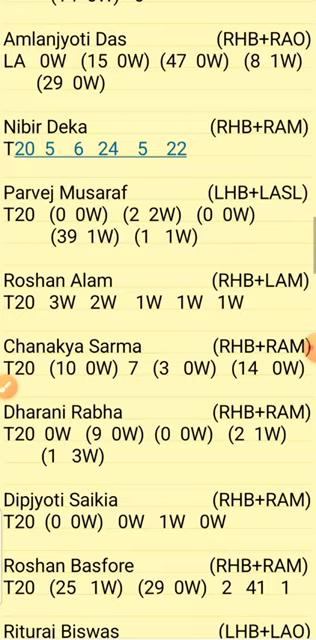 Amlanjyoti Das (RHB+RAO)
LA 0W (15 0W) (47 0W) (8 1W)
(29 0W)
Nibir Deka (RHB+RAM)
T20 5 6 24 5 22
Parvej Musaraf (LHB+LASL)
T20 (0 0W) (2 2W) (0 0W)
(39 1W) (1 1W)
Roshan Alam (RHB+LAM)
T20 3W 2W 1W 1W 1W
Chanakya Sarma (RHB+RAM)
T20 (10 0W) 7 (3 0W) (14 0W)
Dharani Rabha (RHB+RAM)
T20 0W (9 0W) (0 0W) (2 1W)
(1 3W)
Dipjyoti Saikia (RHB+RAM)
T20 (0 0W) 0W 1W 0W
Roshan Basfore (RHB+RAM)
T20 (25 1W) (29 0W) 2 41 1
Rituraj Biswas (LHB+LAO)